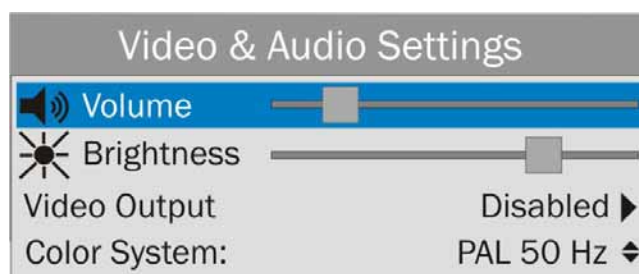 Video & Audio Settings
Volume
Brightness
Video Output Disabled
Color System: PAL 50 Hz